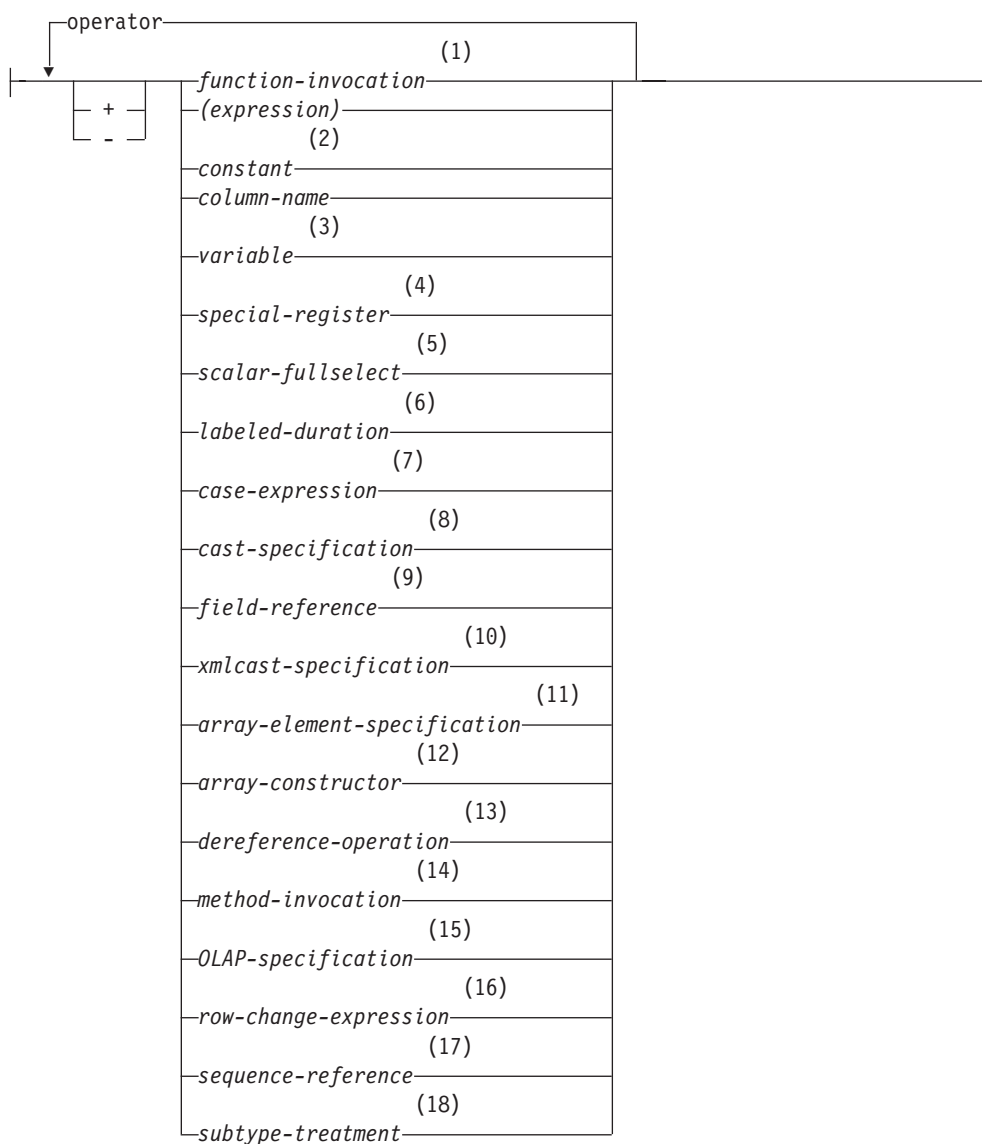 operator
(1)
function-invocation
+
(expression)
-
(2)
constant
column-name
(3)
variable
(4)
special-register
(5)
scalar-fullselect
(6)
labeled-duration
(7)
case-expression
(8)
cast-specification
(9)
field-reference
(10)
xmlcast-specification
(11)
array-element-specification
(12)
array-constructor
(13)
dereference-operation
(14)
method-invocation
(15)
OLAP-specification
(16)
row-change-expression
(17)
sequence-reference
(18)
subtype-treatment